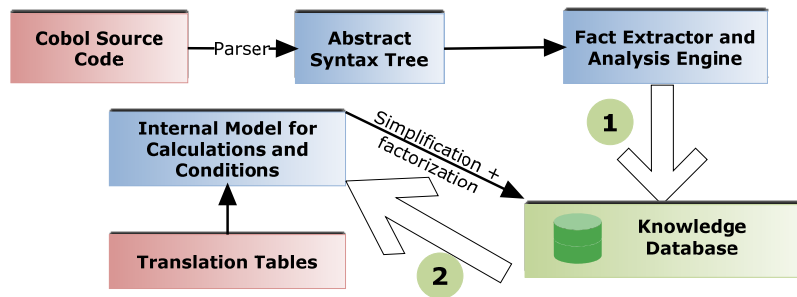 Cobol Source
Code
Parser
Abstract
Syntax Tree
Fact Extractor and
Analysis Engine
1
Internal Model for
Calculations and
Conditions
Simplification +
factorization
Knowledge
Database
Translation Tables
2